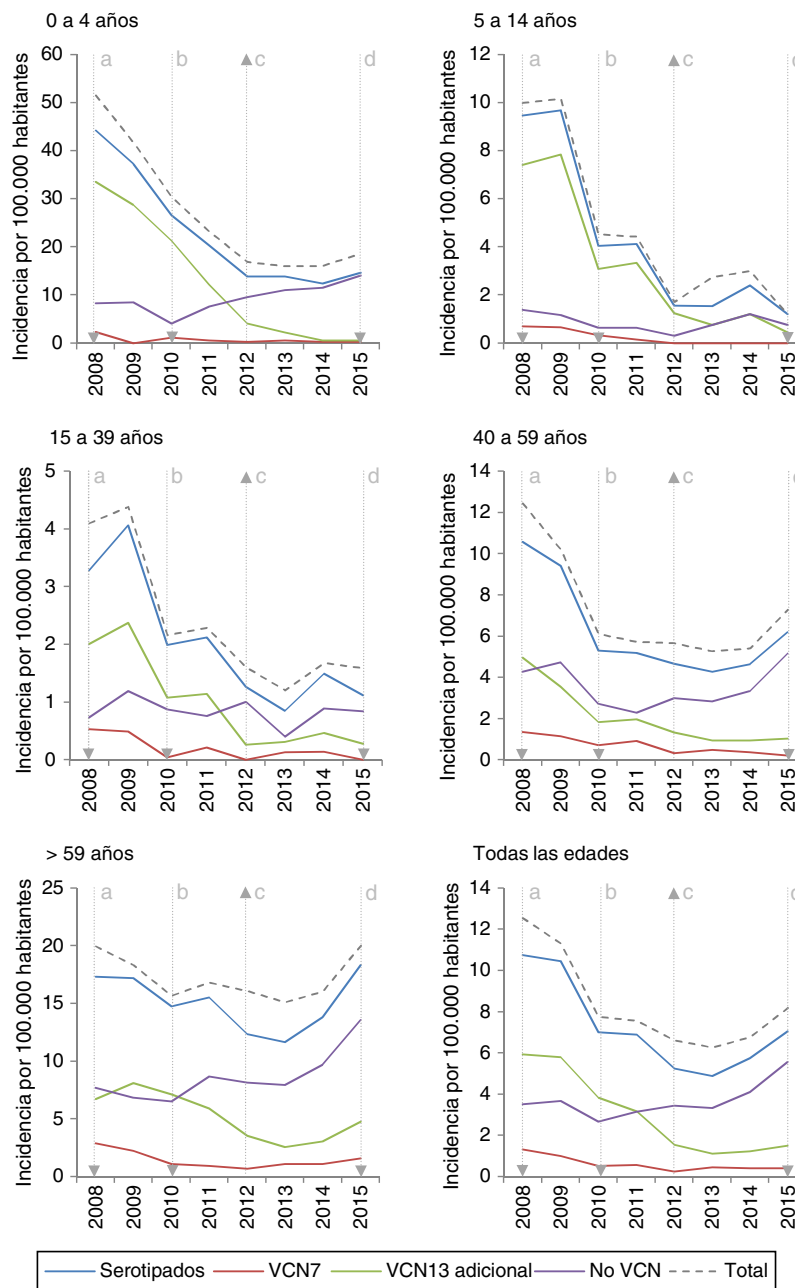 0 a 4 años
Incidencia por 100.000 habitantes
60
50
40
30
20
10
0
a
b
c
d
2008
2009
2010
2011
2012
2013
2014
2015
5 a 14 años
Incidencia por 100.000 habitantes
12
10
8
6
4
2
0
a
b
c
2008
2009
2010
2011
2012
2013
2014
2015
15 a 39 años
Incidencia por 100.000 habitantes
5
4
3
2
1
0
a
b
c
d
2008
2009
2010
2011
2012
2013
2014
2015
40 a 59 años
Incidencia por 100.000 habitantes
14
12
10
8
6
4
2
0
a
b
c
2008
2009
2010
2011
2012
2013
2014
2015
> 59 años
Incidencia por 100.000 habitantes
25
20
15
10
5
0
a
b
c
d
2008
2009
2010
2011
2012
2013
2014
2015
Todas las edades
Incidencia por 100.000 habitantes
14
12
10
8
6
4
2
0
a
b
c
2008
2009
2010
2011
2012
2013
2014
2015
Serotipados
VCN7
VCN13 adicional
No VCN
Total